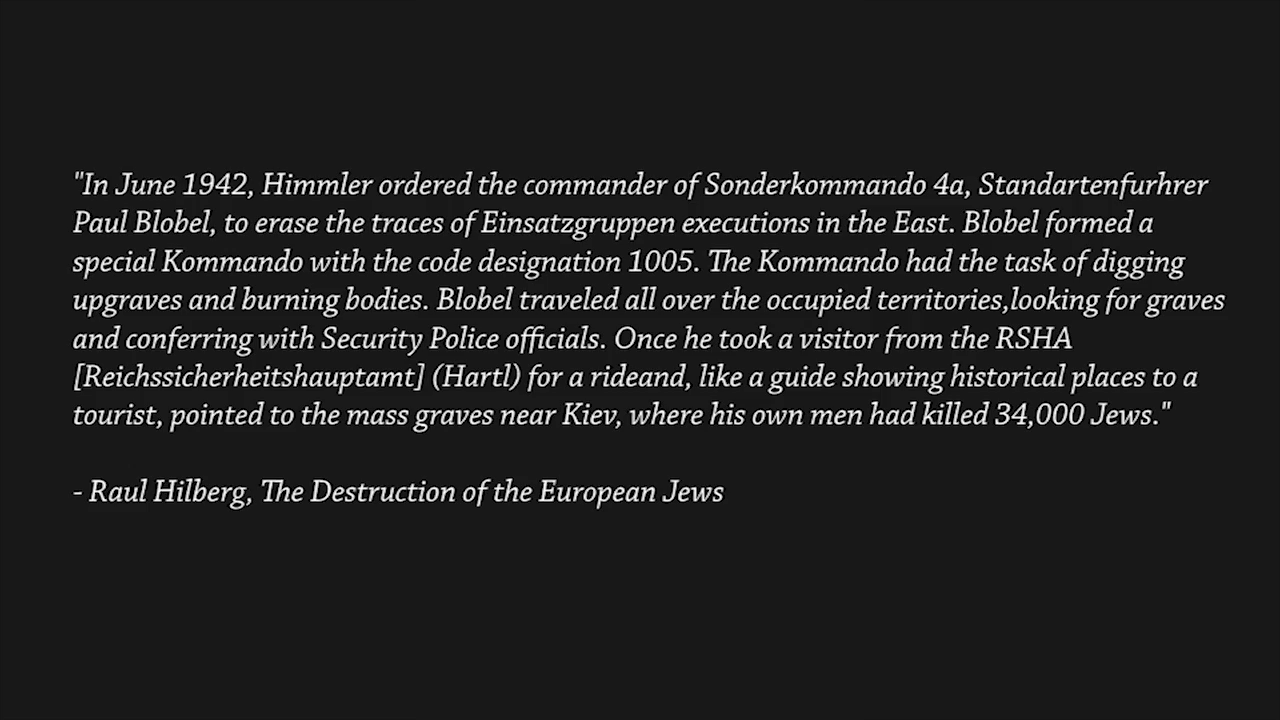 "In June 1942, Himmler ordered the commander of Sonderkommando 4a, Standartenfurhrer
Paul Blobel, to erase the traces of Einsatzgruppen executions in the East. Blobel formed a
special Kommando with the code designation 1005. The Kommando had the task of digging
upgraves and burning bodies. Blobel traveled all over the occupied territories,looking for graves
and conferring with Security Police officials. Once he took a visitor from the RSHA
[Reichssicherheitshauptamt] (Hartl) for a rideand, like a guide showing historical places to a
tourist, pointed to the mass graves near Kiev, where his own men had killed 34,000 Jews."
- Raul Hilberg, The Destruction of the European Jews